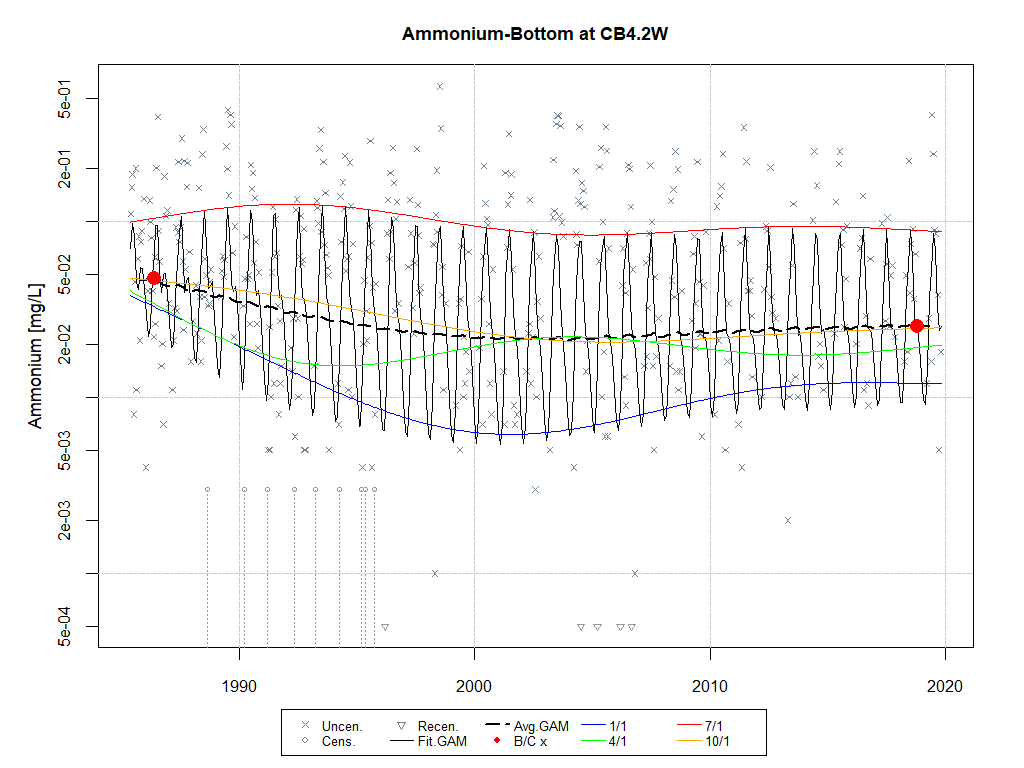 Ammonium-Bottom at CB4.2W
Ammonium [mg/L]
5e-01
2e-01
5e-02
2e-02
5e-03
2e-03
5e-04
1990 2000 2010 2020
Uncen. Recen. Avg.GAM 1/1 7/1
Cens. Fit.GAM B/C x 4/1 10/1